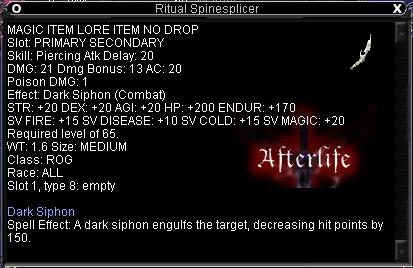 Ritual Spinesplicer
MAGIC ITEM LORE ITEM NO DROP
Slot: PRIMARY SECONDARY
Skill: Piercing Atk Delay: 20
DMG: 21 Dmg Bonus: 13 AC: 20
Poison DMG: 1
Effect: Dark Siphon (Combat)
STR: +20 DEX: +20 AGI: +20 HP: +200 ENDUR: +170
SV FIRE: +15 SV DISEASE: +10 SV COLD: +15 SV MAGIC: +20
Required level of 65.
WT: 1.6 Size: MEDIUM
Class: ROG
Race: ALL
Slot 1, type 8: empty
Afterlife
Dark Siphon
Spell Effect: A dark siphon engulfs the target, decreasing hit points by
150.